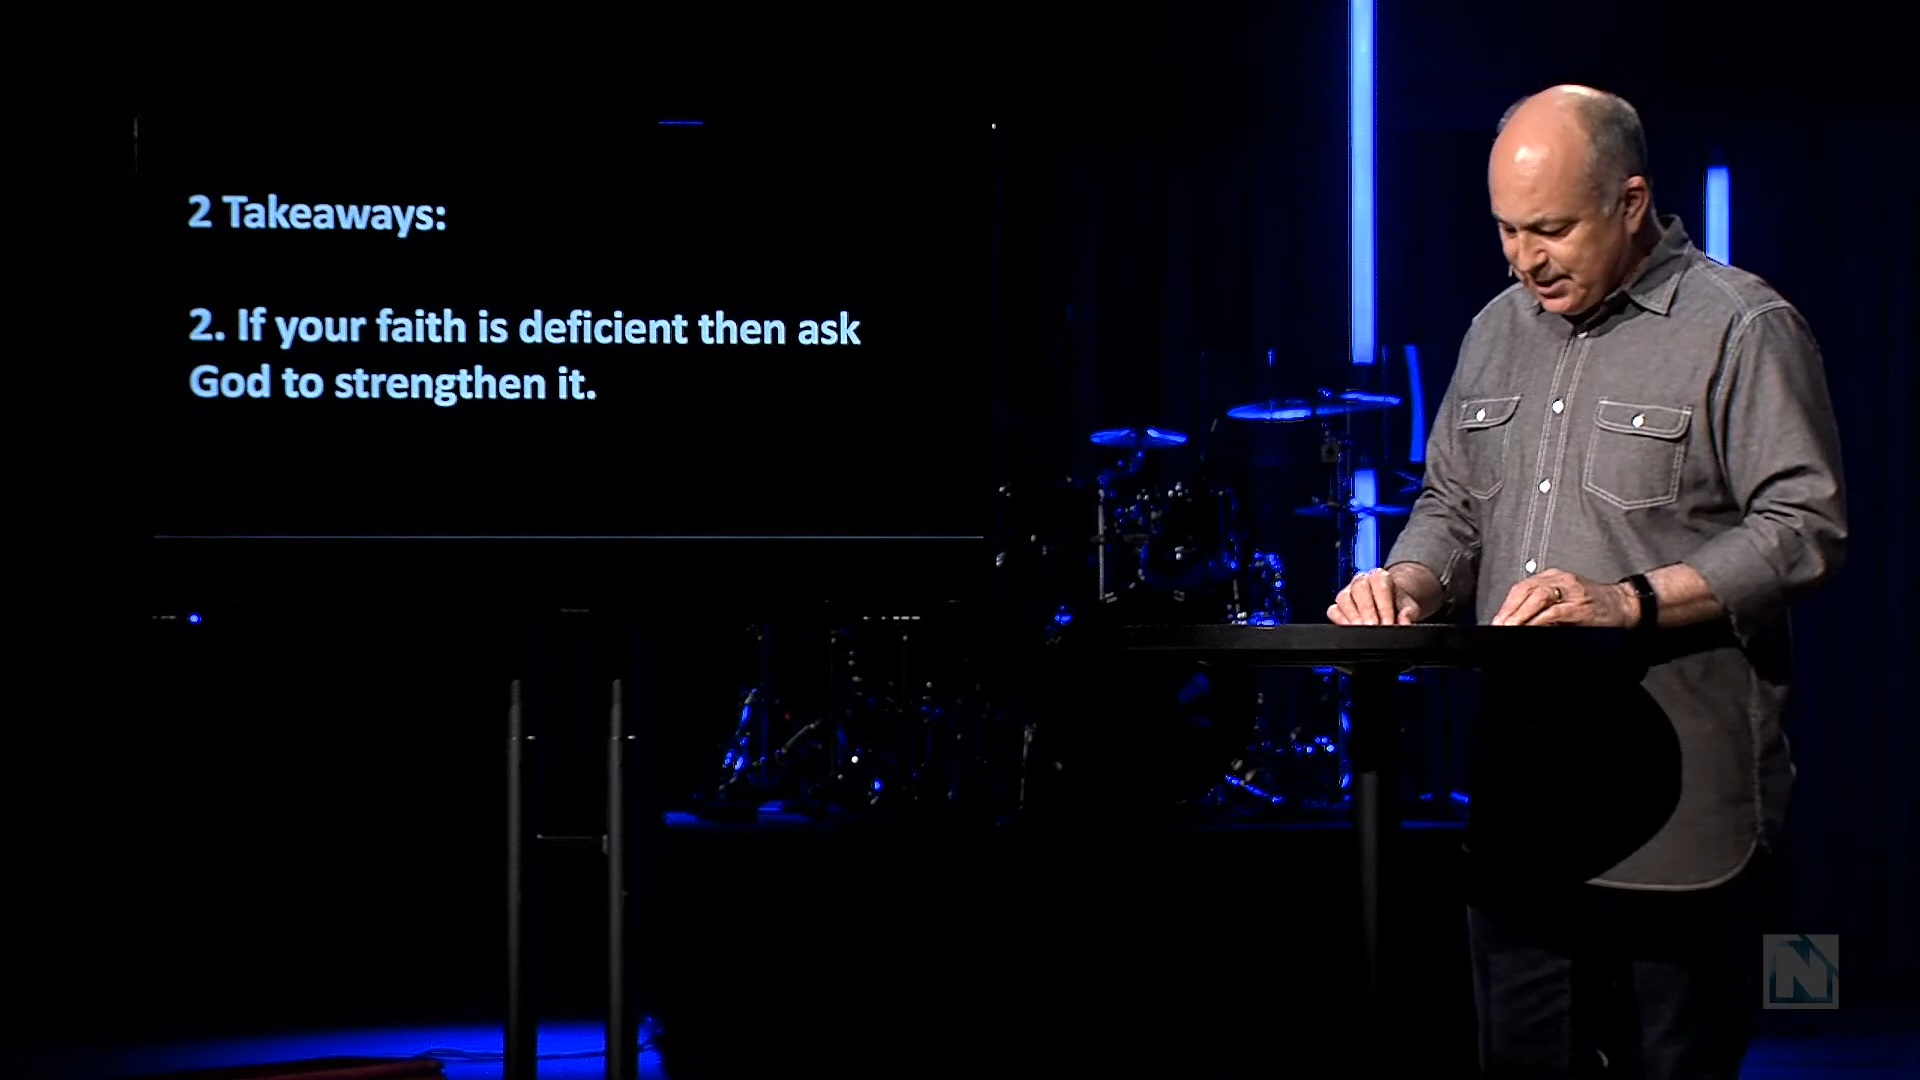 2 Takeaways:
2. If your faith is deficient then ask
God to strengthen it.
N